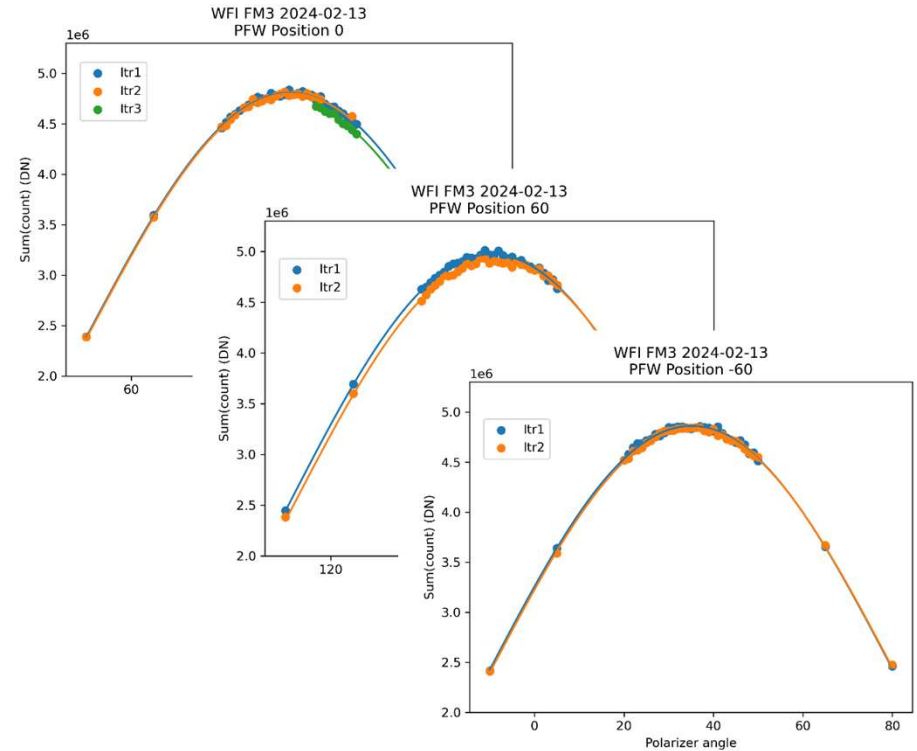 WFI FM3 2024-02-13
PFW Position 0
1e6
Itr1
Itr2
Itr3
5.0
4.5
4.0
3.5
3.0
2.5
2.0
Sum(count) (DN)
60
WFI FM3 2024-02-13
PFW Position 60
1e6
Itr1
Itr2
5.0
4.5
4.0
3.5
3.0
2.5
2.0
Sum(count) (DN)
120
WFI FM3 2024-02-13
PFW Position -60
1e6
Itr1
Itr2
5.0
4.5
4.0
3.5
3.0
2.5
2.0
Sum(count) (DN)
0 20 40 60 80
Polarizer angle